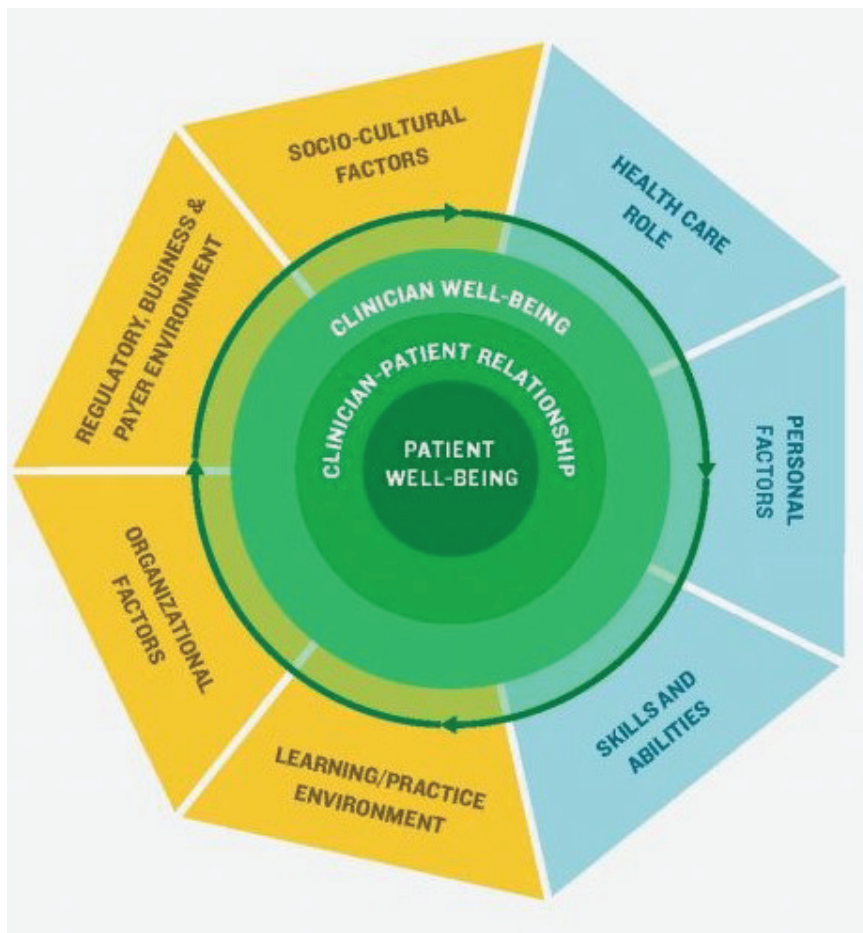 SOCIO-CULTURAL
FACTORS
HEALTH CARE
ROLE
PERSONAL
FACTORS
SKILLS AND
ABILITIES
LEARNING/PRACTICE
ENVIRONMENT
ORGANIZATIONAL
FACTORS
REGULATORY, BUSINESS &
PAYER ENVIRONMENT
CLINICIAN WELL-BEING
CLINICIAN-PATIENT RELATIONSHIP
PATIENT
WELL-BEING